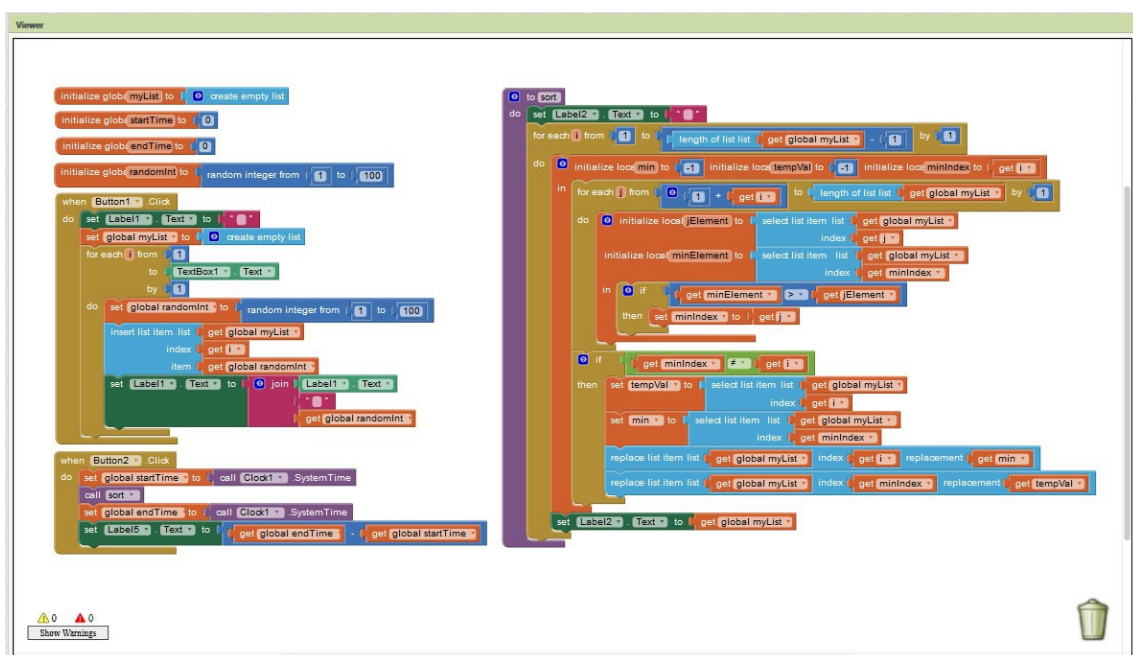 Viewer
initialize globa myList to create empty list
initialize globa startTime to 0
initialize globa endTime to 0
initialize globa randomInt to random integer from 1 to 100
when Button1 .Click
do set Label1 . Text to " "
set global myList to create empty list
for each i from 1
to TextBox1 . Text
by 1
do set global randomInt to random integer from 1 to 100
insert list item list get global myList
index get i
item get global randomInt
set Label1 . Text to join Label1 . Text
" "
get global randomInt
when Button2 .Click
do set global startTime to call Clock1 .SystemTime
call sort
set global endTime to call Clock1 .SystemTime
set Label5 . Text to get global endTime - get global startTime
to sort
do set Label2 . Text to " "
for each i from 1 to length of list list get global myList - 1 by 1
do initialize loca min to -1 initialize loca tempVal to -1 initialize loca minIndex to get i
in for each j from 1 + get i to length of list list get global myList by 1
do initialize local jElement to select list item list get global myList
index get j
initialize local minElement to select list item list get global myList
index get minIndex
in if get minElement > get jElement
then set minIndex to get j
if get minIndex ≠ get i
then set tempVal to select list item list get global myList
index get i
set min to select list item list get global myList
index get minIndex
replace list item list get global myList index get i replacement get min
replace list item list get global myList index get minIndex replacement get tempVal
set Label2 . Text to get global myList
0 0
Show Warnings